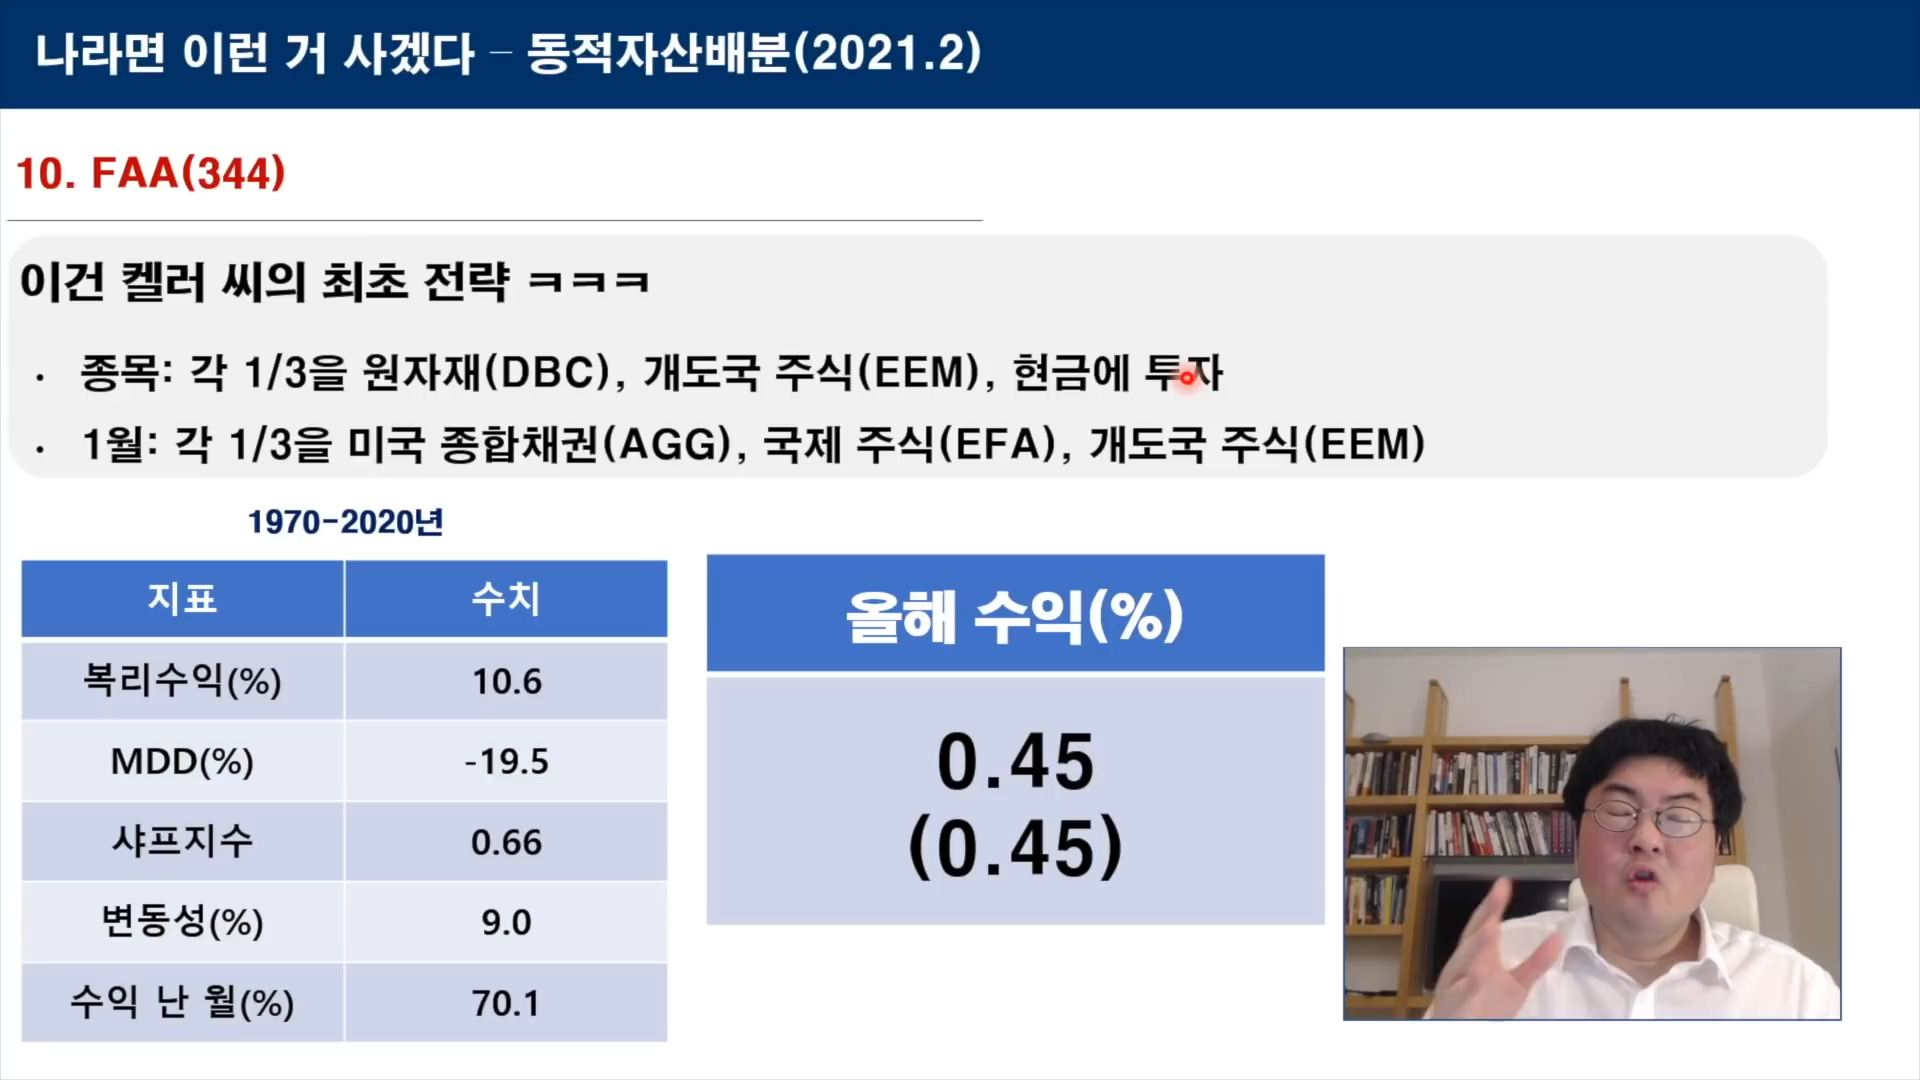 나라면 이런 거 사겠다 – 동적자산배분(2021.2)
10. FAA(344)
이건 켈러 씨의 최초 전략 ㅋㅋㅋ
· 종목: 각 1/3을 원자재(DBC), 개도국 주식(EEM), 현금에 투자
· 1월: 각 1/3을 미국 종합채권(AGG), 국제 주식(EFA), 개도국 주식(EEM)
1970-2020년
지표 수치
복리수익(%) 10.6
MDD(%) -19.5
샤프지수 0.66
변동성(%) 9.0
수익 난 월(%) 70.1
올해 수익(%)
0.45
(0.45)